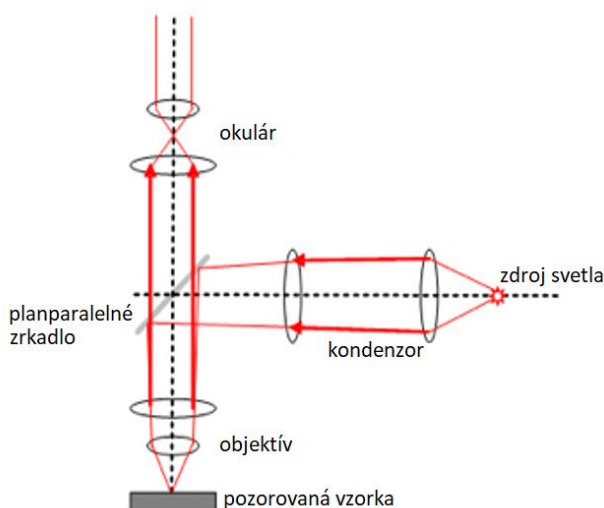 okulár
zdroj svetla
planparalelné
zrkadlo
kondenzor
objektív
pozorovaná vzorka